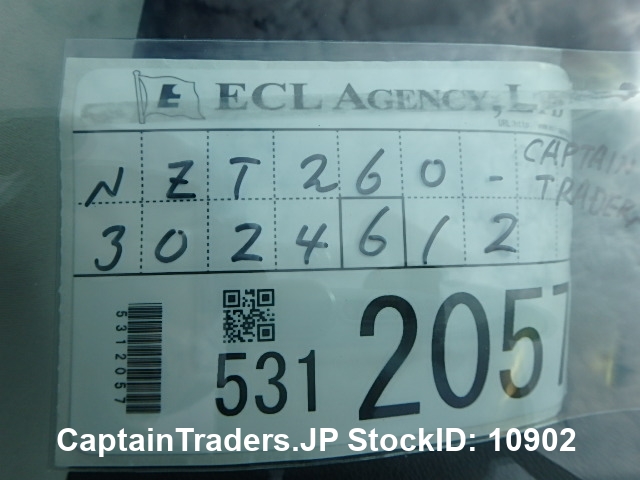 E ECL AGENCY, L
NZT260-
3024612
CAPTAIN
TRADER
5312057
531 2057
CaptainTraders.JP StockID: 10902